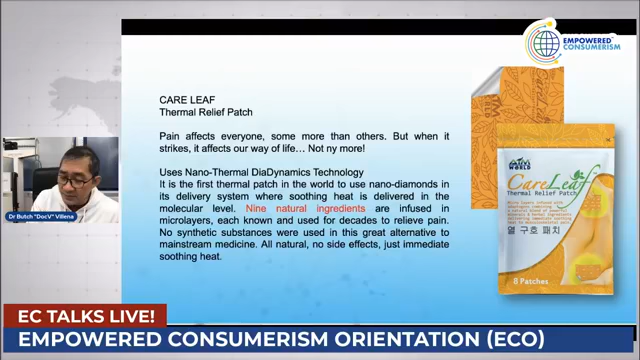 EMPOWERED
CONSUMERISM
CARE LEAF
Thermal Relief Patch
Pain affects everyone, some more than others. But when it
strikes, it affects our way of life… Not ny more!
Uses Nano-Thermal DiaDynamics Technology
It is the first thermal patch in the world to use nano-diamonds in
its delivery system where soothing heat is delivered in the
molecular level. Nine natural ingredients are infused in
microlayers, each known and used for decades to relieve pain.
No synthetic substances were used in this great alternative to
mainstream medicine. All natural, no side effects, just immediate
soothing heat.
CareLeaf
WORLD
CareLeaf
Thermal Relief Patch
열 구호 패치
8 Patches
Dr Butch "DocV" Villena
EC TALKS LIVE!
EMPOWERED CONSUMERISM ORIENTATION (ECO)